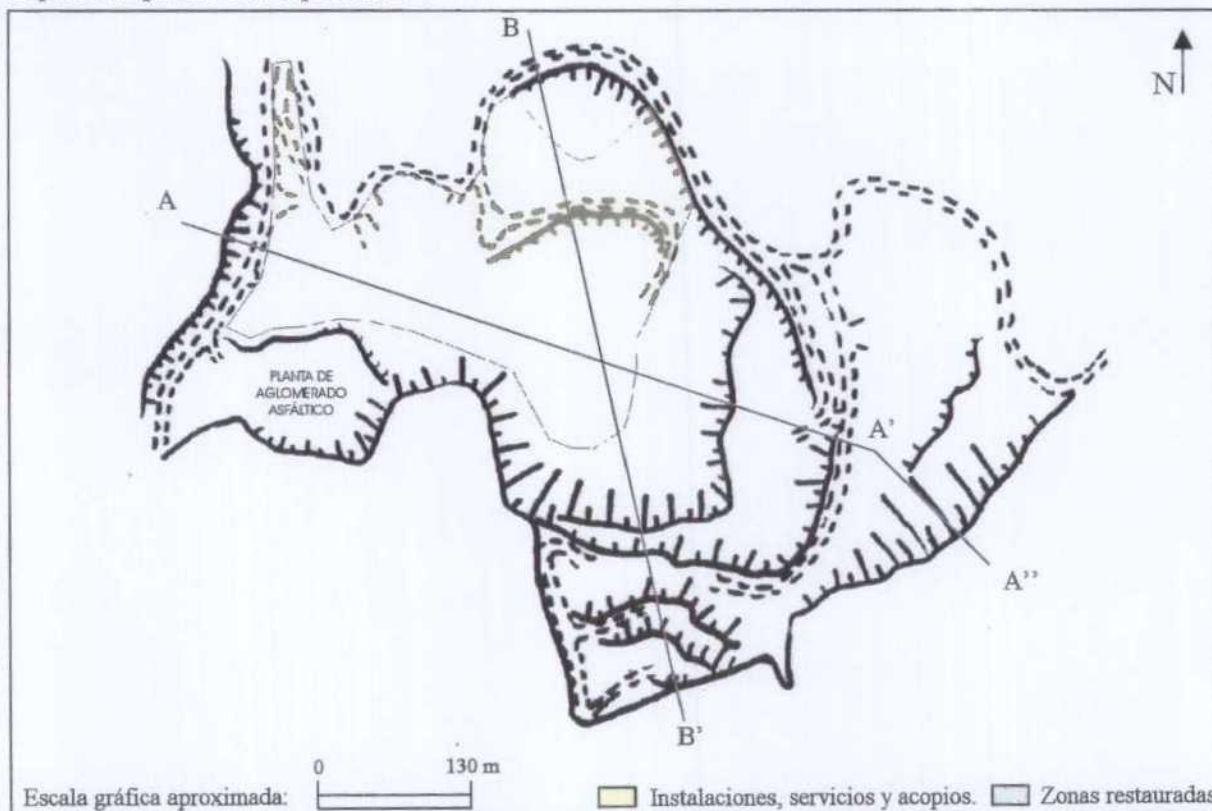 B
N
A
PLANTA DE
AGLOMERADO
ASFÁLTICO
A'
A''
B'
0 130 m
Escala gráfica aproximada: Instalaciones, servicios y acopios. Zonas restauradas